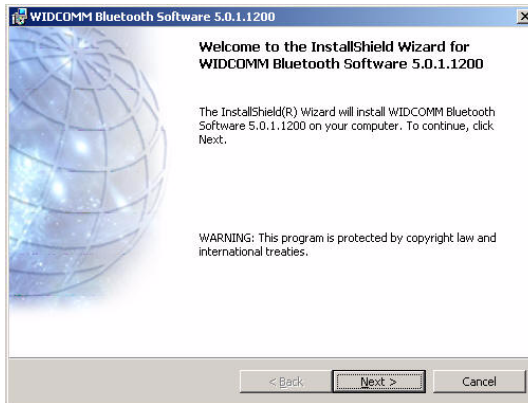 WIDCOMM Bluetooth Software 5.0.1.1200
Welcome to the InstallShield Wizard for
WIDCOMM Bluetooth Software 5.0.1.1200
The InstallShield(R) Wizard will install WIDCOMM Bluetooth
Software 5.0.1.1200 on your computer. To continue, click
Next.
WARNING: This program is protected by copyright law and
international treaties.
< Back
Next >
Cancel